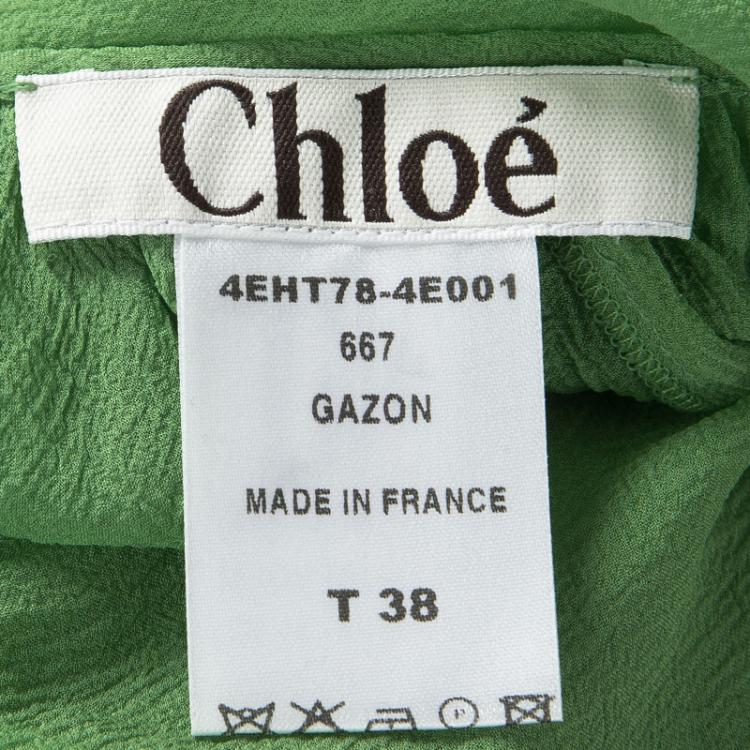 Chloé
4EHT78-4E001
667
GAZON
MADE IN FRANCE
T 38
P